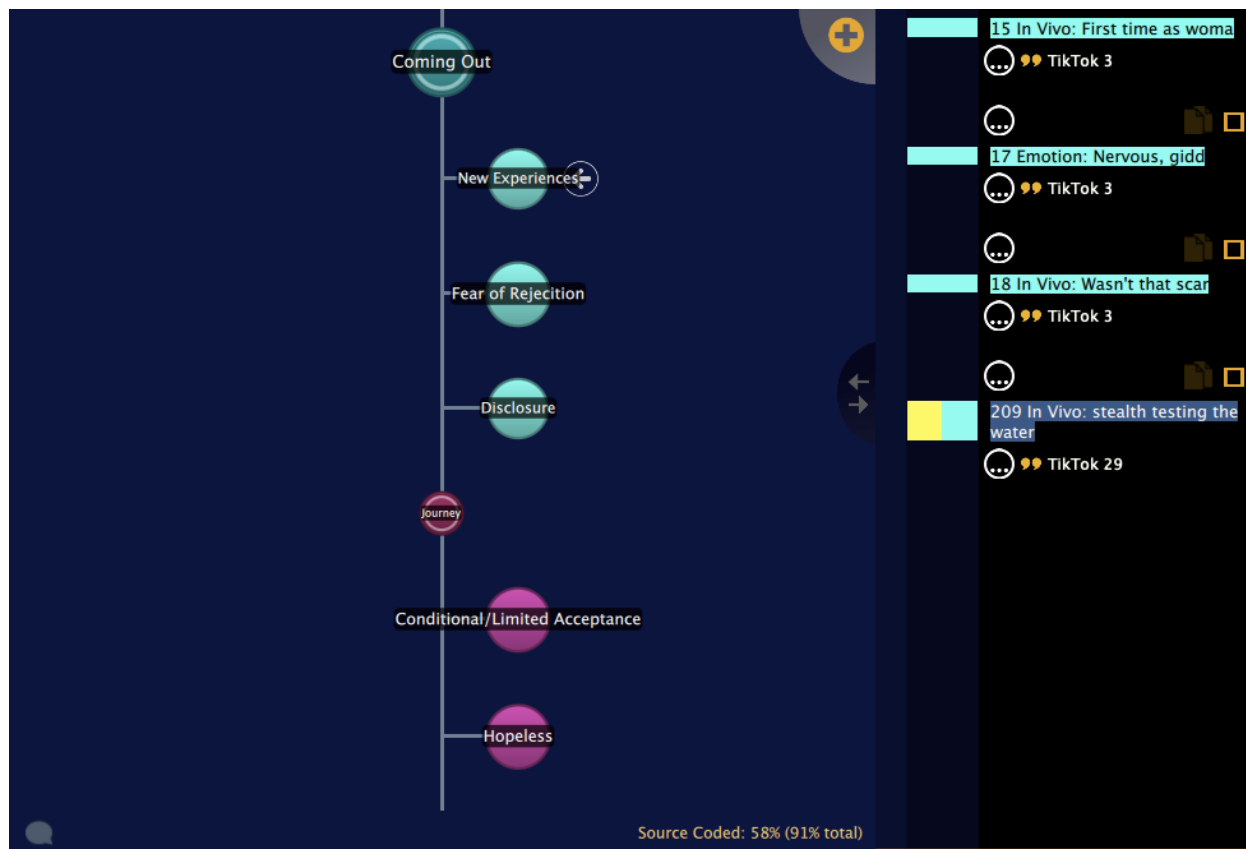 Coming Out
New Experiences
Fear of Rejecition
Disclosure
Journey
Conditional/Limited Acceptance
Hopeless
Source Coded: 58% (91% total)
15 In Vivo: First time as woma
TikTok 3
17 Emotion: Nervous, gidd
TikTok 3
18 In Vivo: Wasn't that scar
TikTok 3
209 In Vivo: stealth testing the
water
TikTok 29